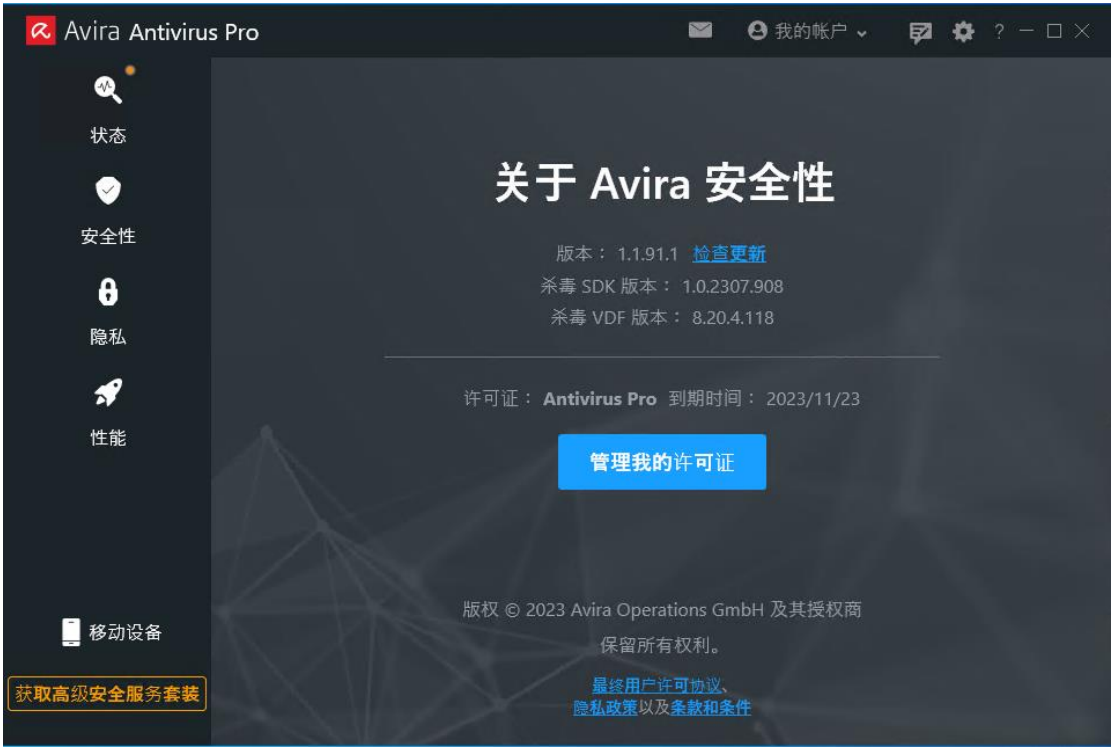 Avira Antivirus Pro
我的帐户
?
状态
安全性
隐私
性能
移动设备
获取高级安全服务套装
关于 Avira 安全性
版本： 1.1.91.1 检查更新
杀毒 SDK 版本： 1.0.2307.908
杀毒 VDF 版本： 8.20.4.118
许可证： Antivirus Pro 到期时间： 2023/11/23
管理我的许可证
版权 © 2023 Avira Operations GmbH 及其授权商
保留所有权利。
最终用户许可协议、
隐私政策以及条款和条件